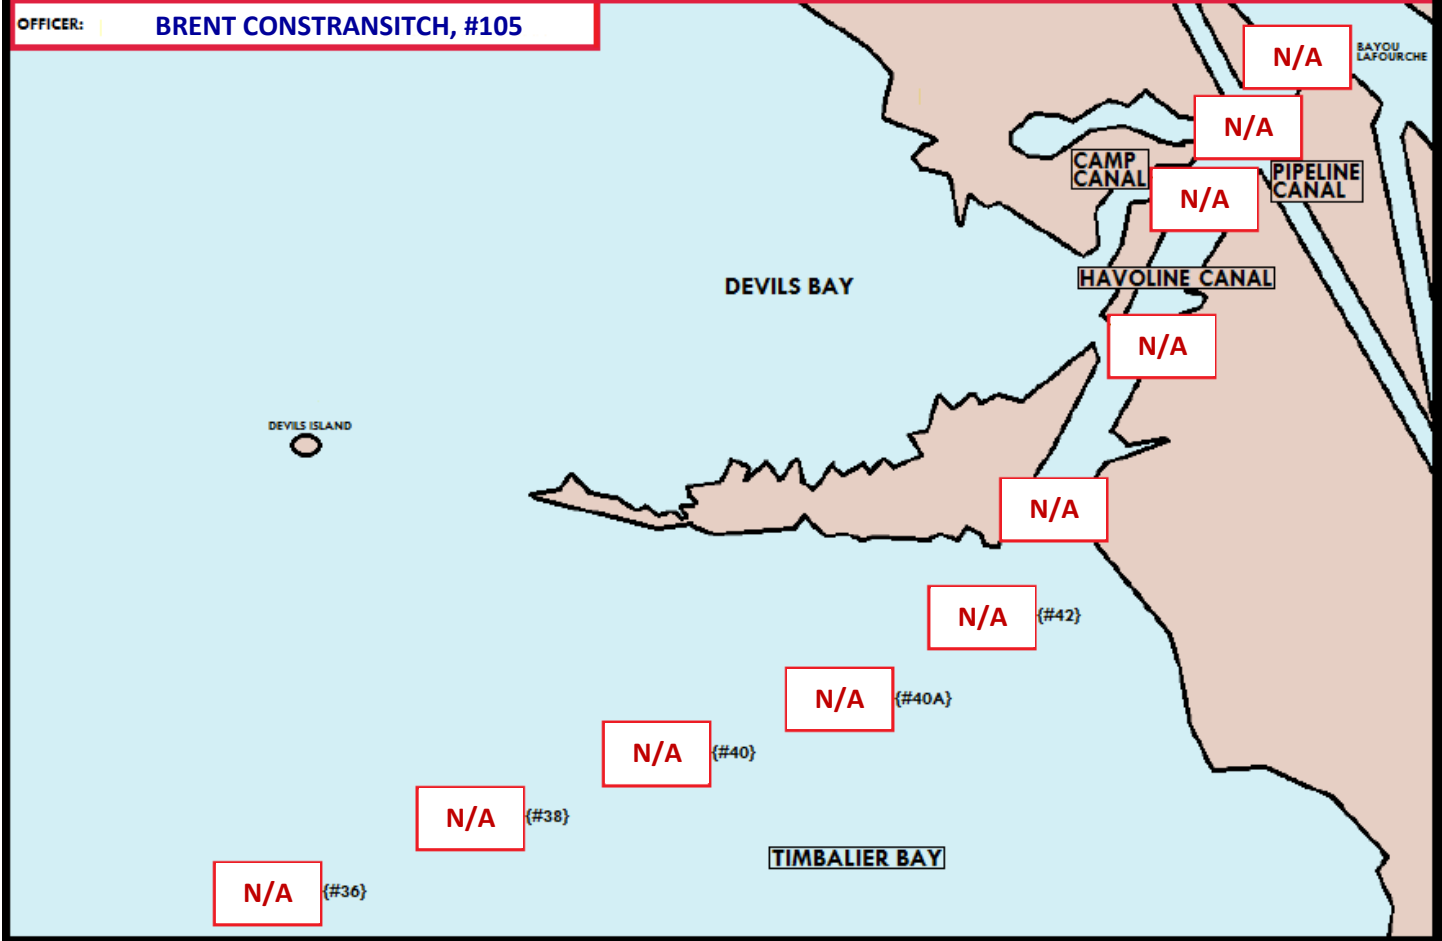 OFFICER: BRENT CONSTRANSITCH, #105
N/A
BAYOU
LAFOURCHE
N/A
CAMP
CANAL
PIPELINE
CANAL
N/A
HAVOLINE CANAL
DEVILS BAY
N/A
DEVILS ISLAND
N/A
N/A {#42}
N/A {#40A}
N/A {#40}
N/A {#38}
TIMBALIER BAY
N/A {#36}